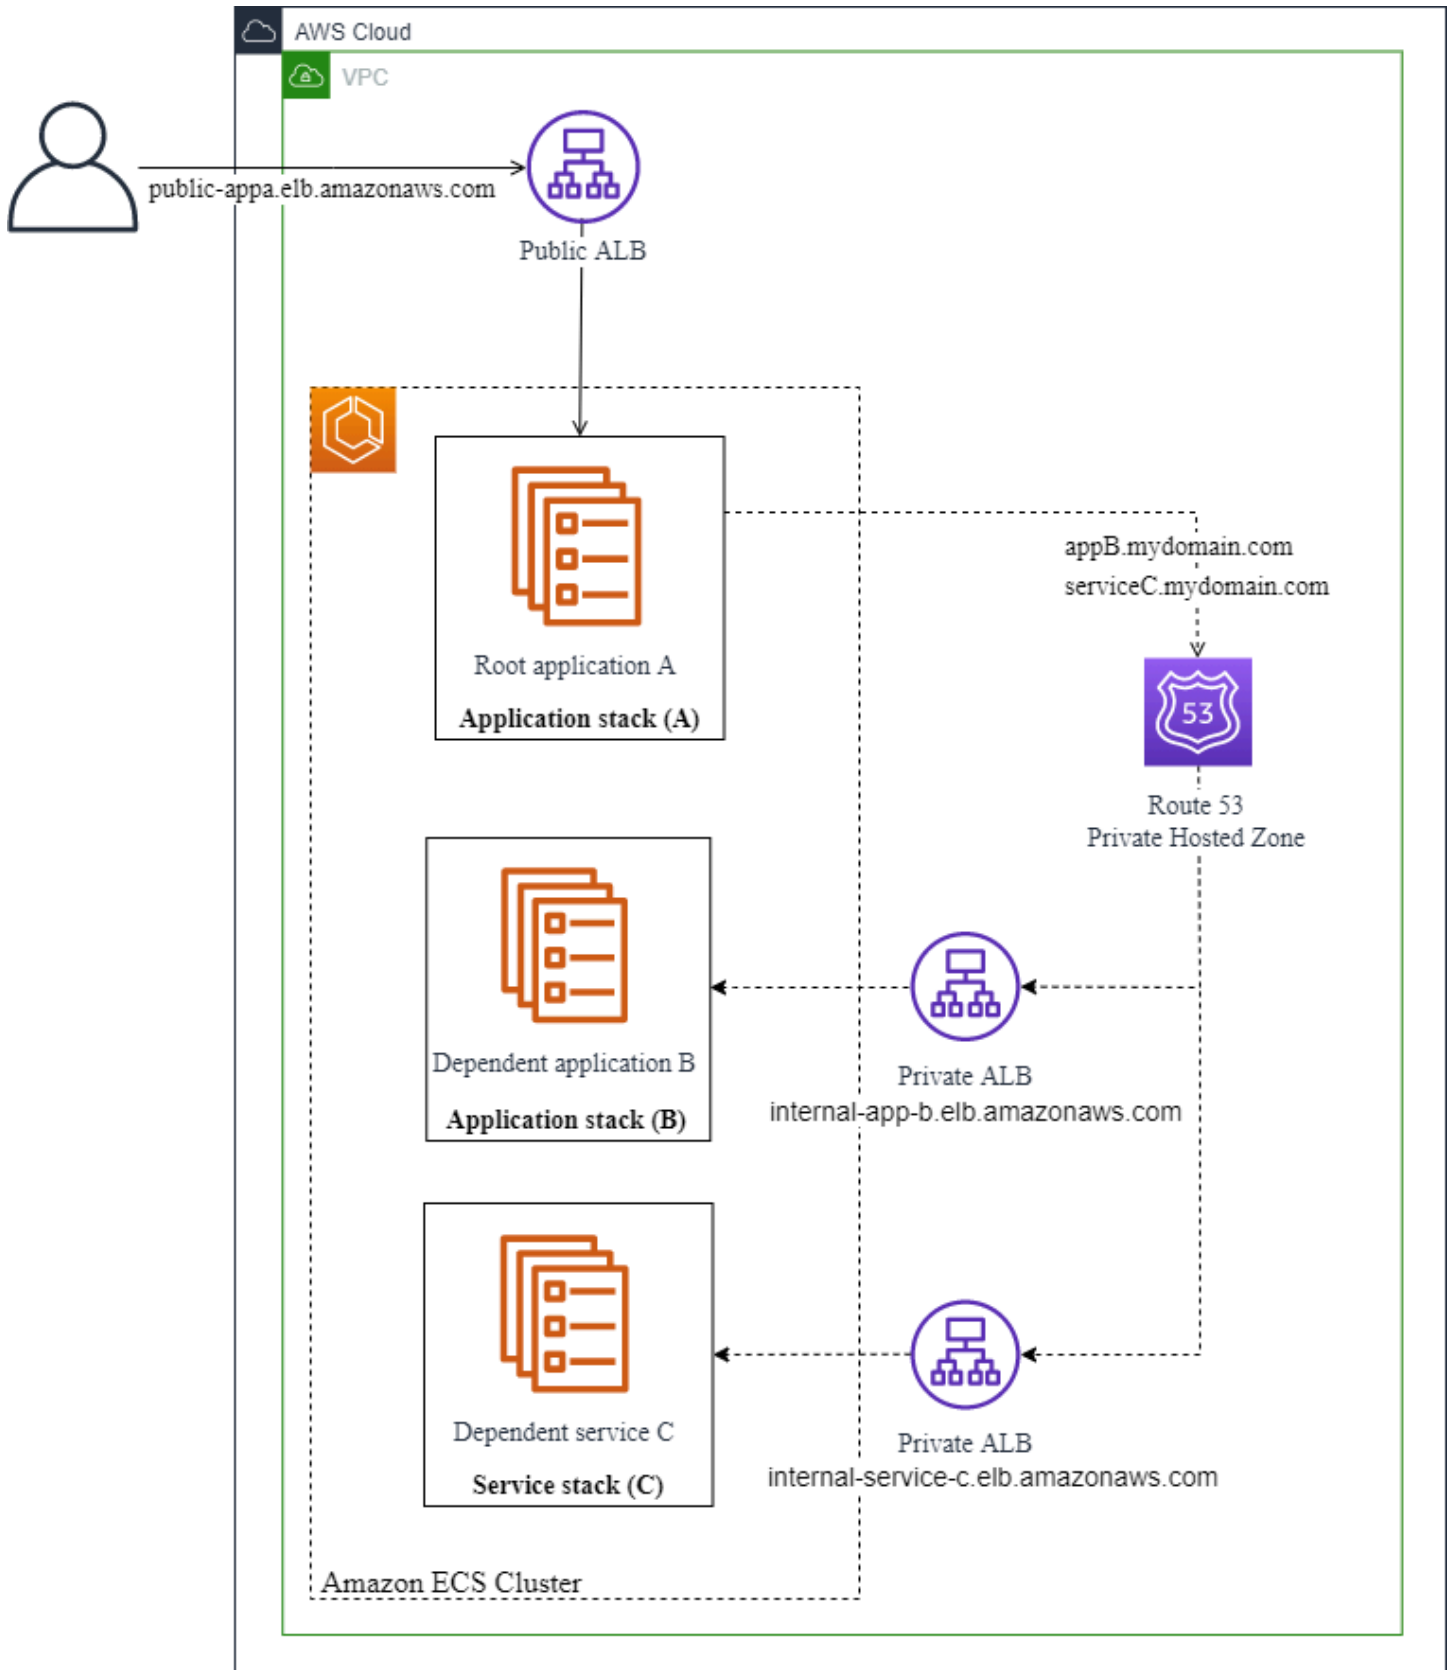 AWS Cloud
VPC
public-appa.elb.amazonaws.com
Public ALB
Root application A
Application stack (A)
appB.mydomain.com
serviceC.mydomain.com
53
Route 53
Private Hosted Zone
Dependent application B
Application stack (B)
Private ALB
internal-app-b.elb.amazonaws.com
Dependent service C
Service stack (C)
Private ALB
internal-service-c.elb.amazonaws.com
Amazon ECS Cluster